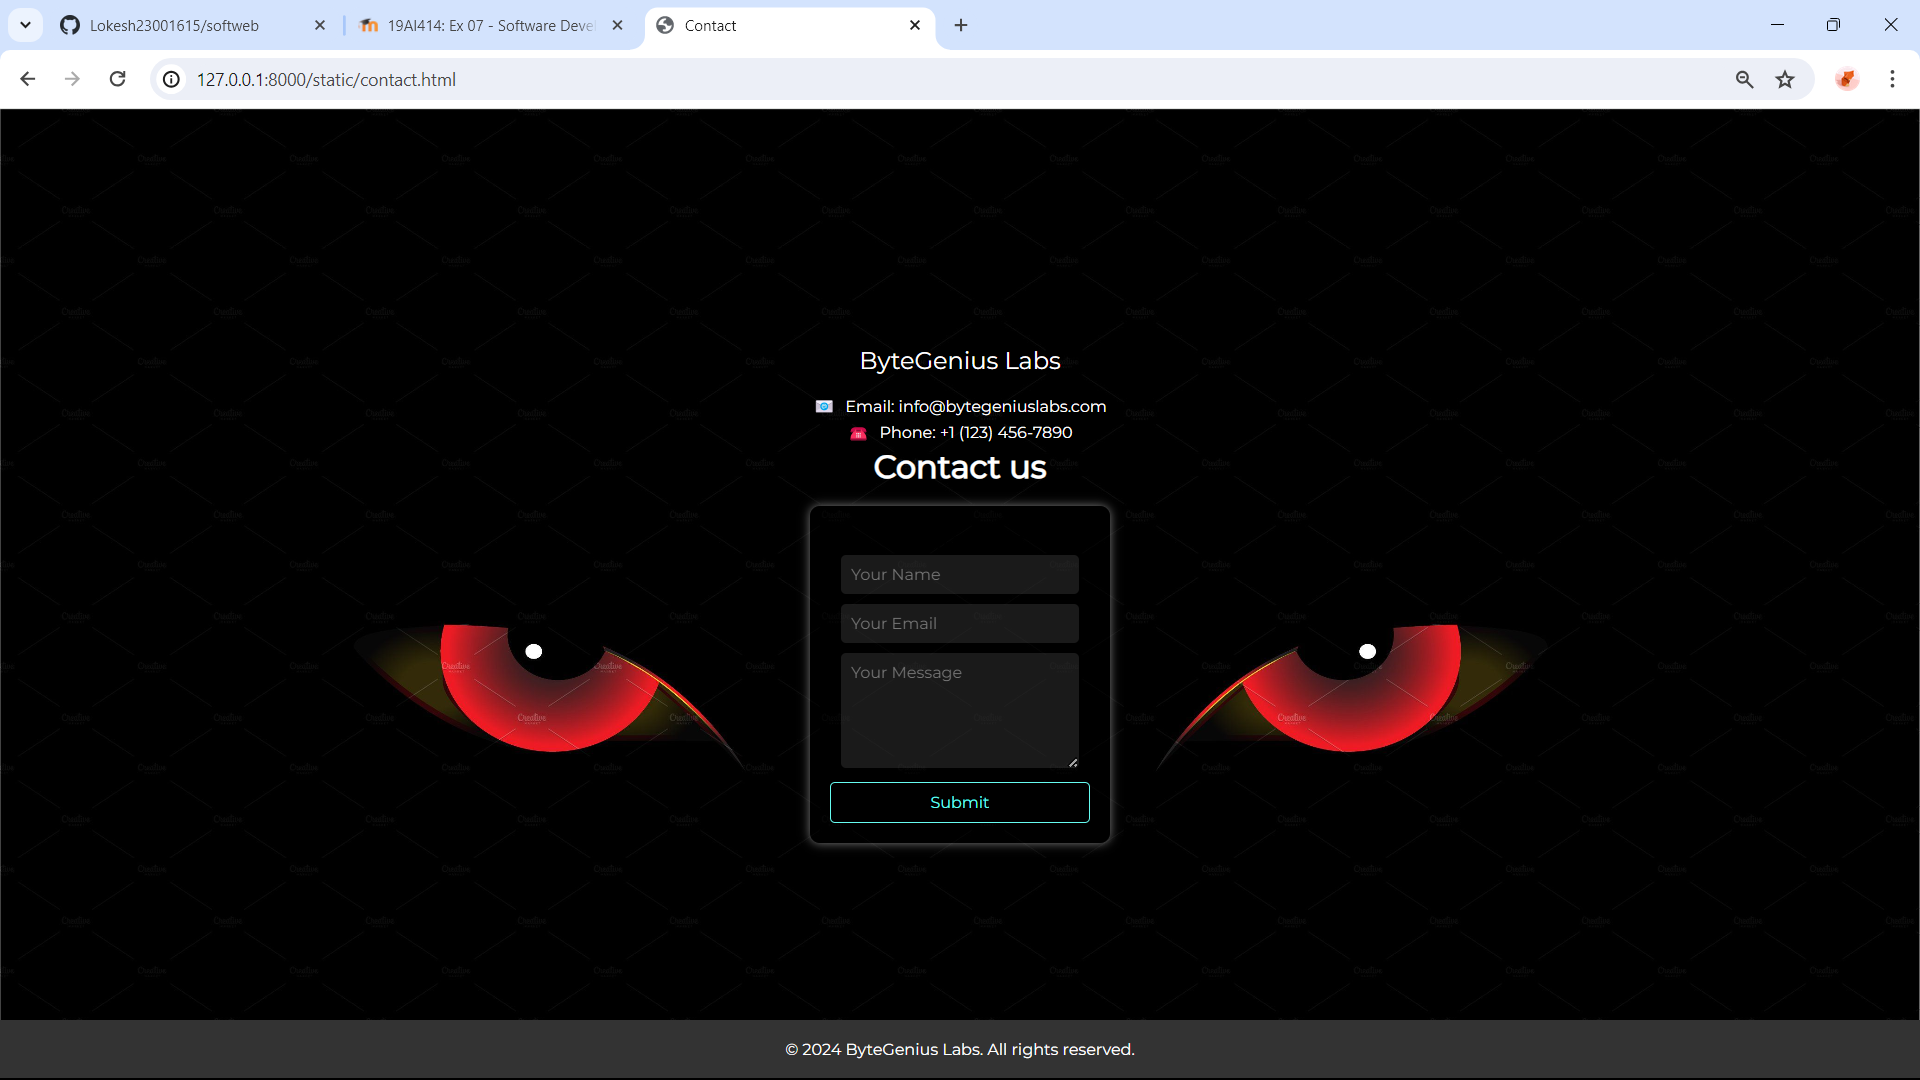 Lokesh23001615/softweb
19AI414: Ex 07 - Software Deve
Contact
127.0.0.1:8000/static/contact.html
ByteGenius Labs
Email: info@bytegeniuslabs.com
Phone: +1 (123) 456-7890
Contact us
Your Name
Your Email
Your Message
Submit
© 2024 ByteGenius Labs. All rights reserved.